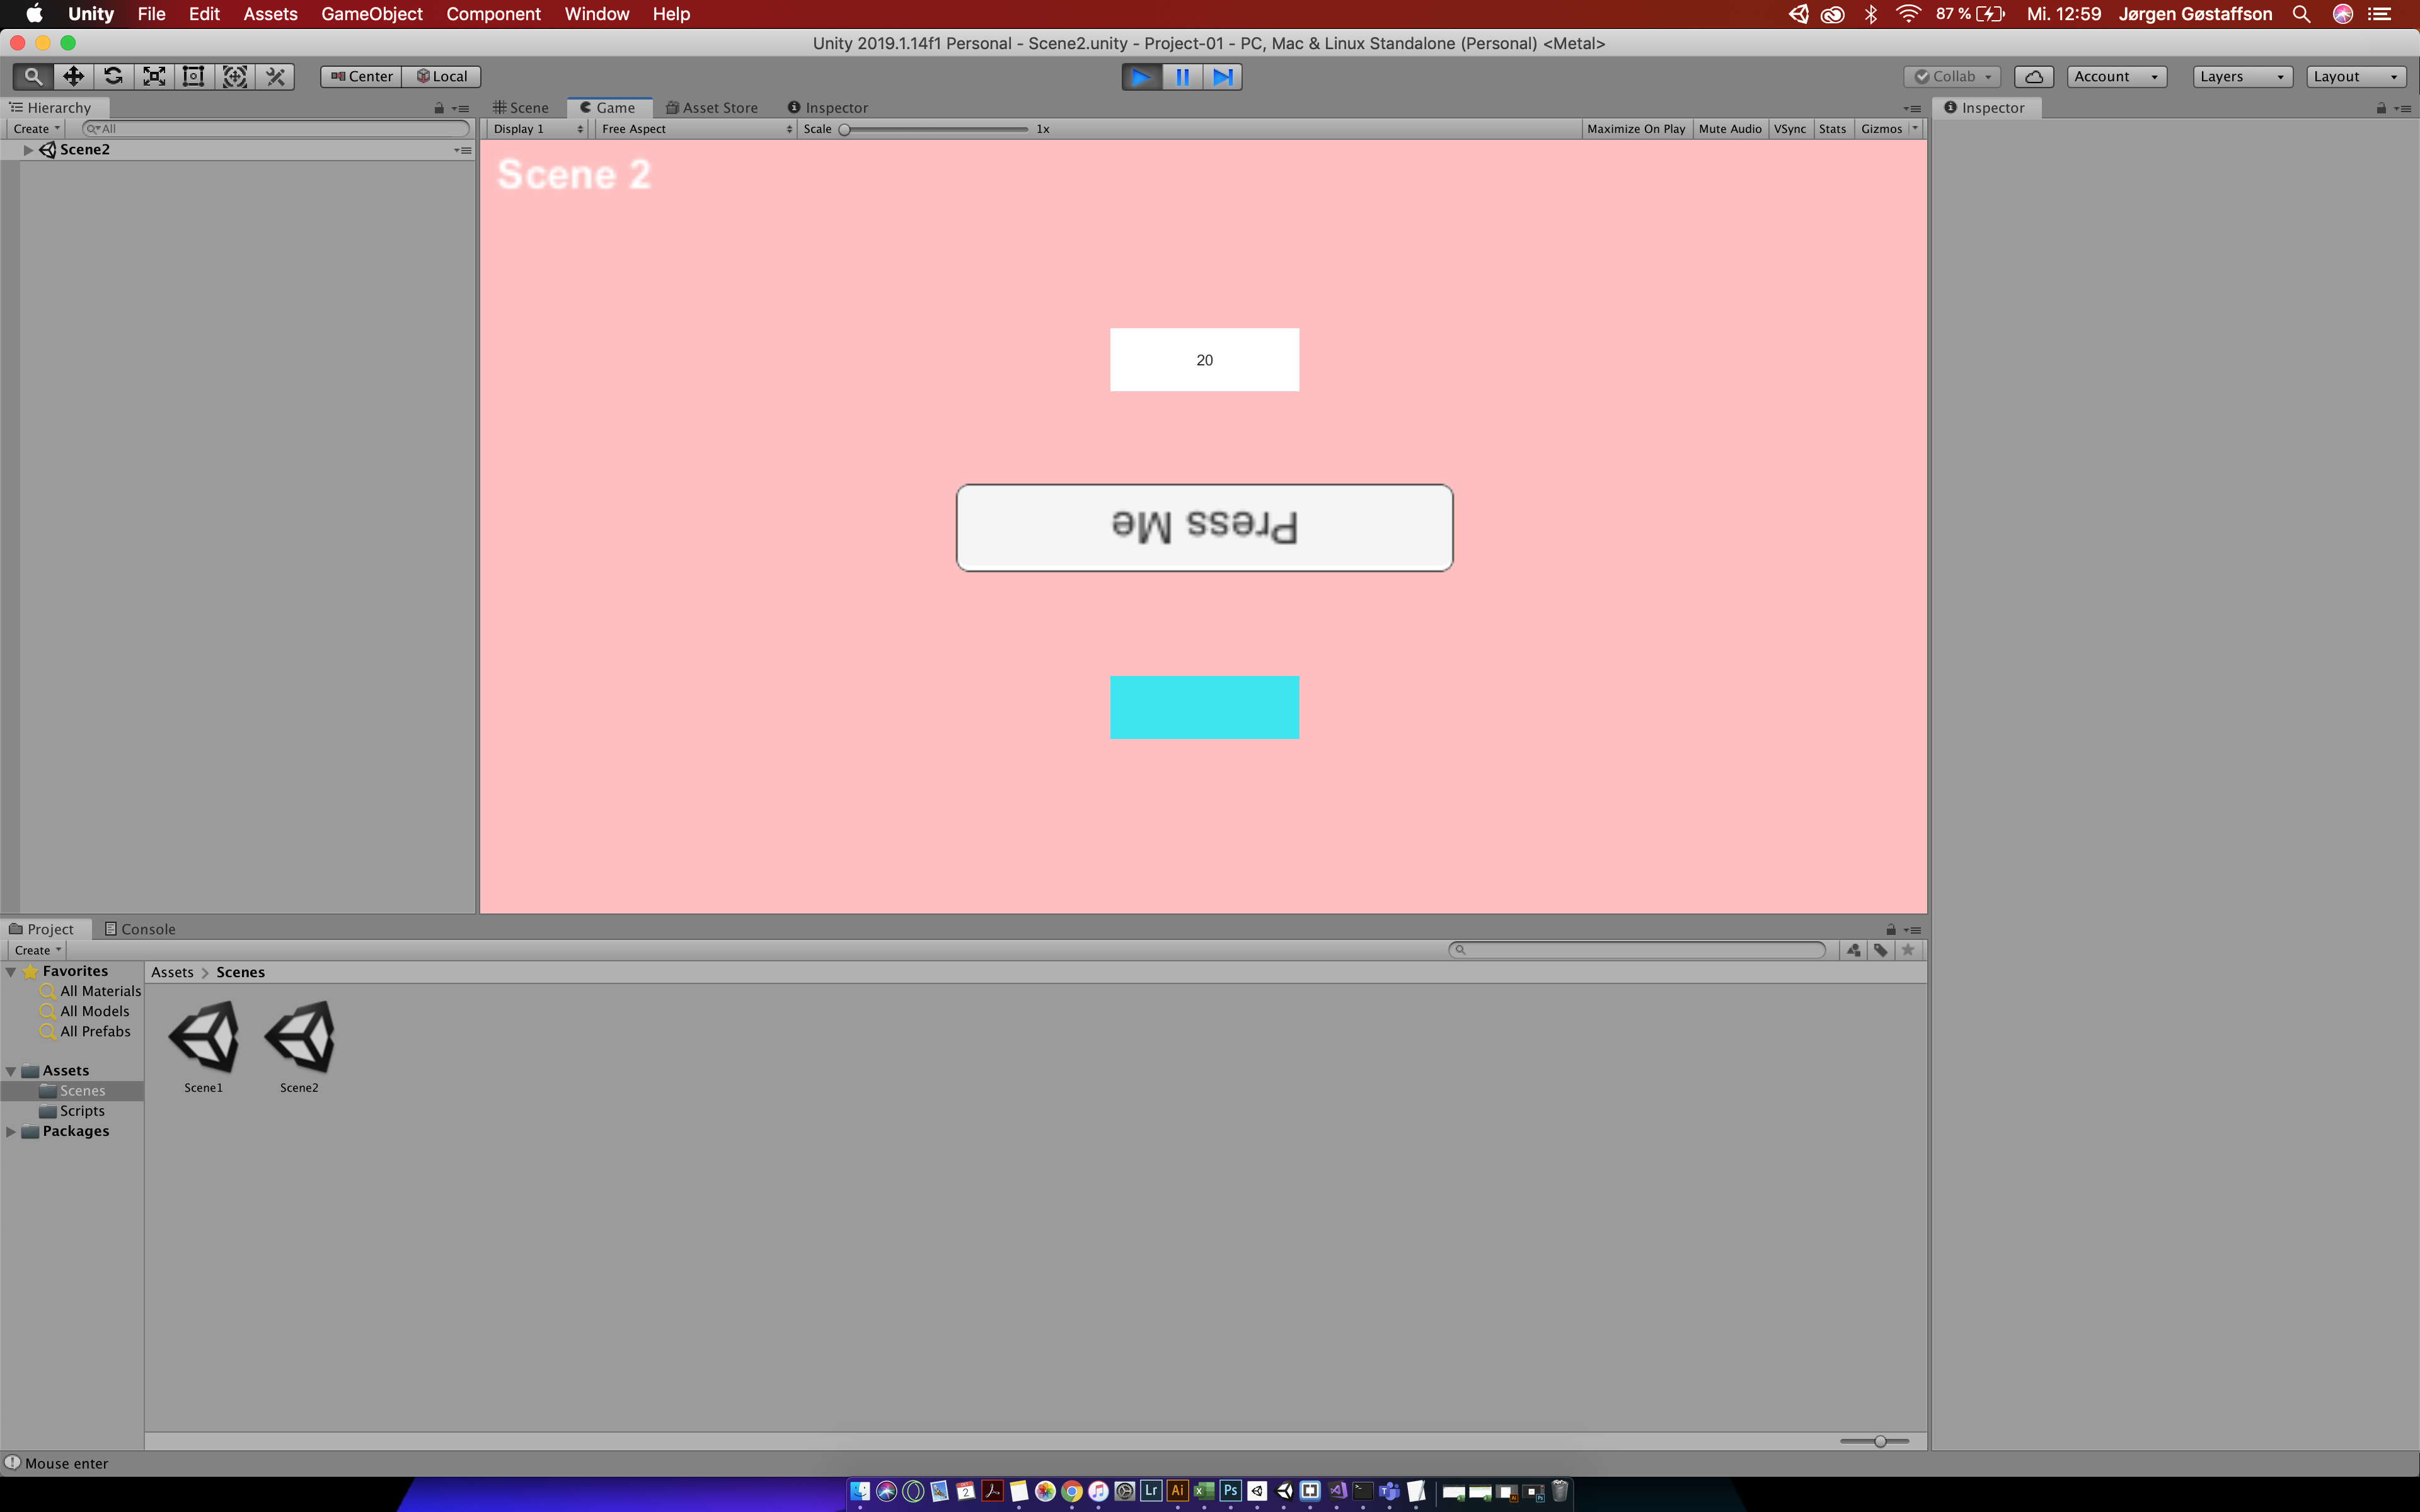 Unity File Edit Assets GameObject Component Window Help 87 % Mi. 12:59 Jørgen Gøstaffson
Unity 2019.1.14f1 Personal - Scene2.unity - Project-01 - PC, Mac & Linux Standalone (Personal) <Metal>
Center Local Collab Account Layers Layout
Hierarchy Scene Game Asset Store Inspector Inspector
Create All Display 1 Free Aspect Scale 1x Maximize On Play Mute Audio VSync Stats Gizmos
Scene2
Scene 2
20
Press Me
Project Console
Create
Favorites Assets Scenes
All Materials
All Models
All Prefabs
Assets
Scenes
Scripts
Packages
Scene1 Scene2
Mouse enter
2 Lr Ai Ps